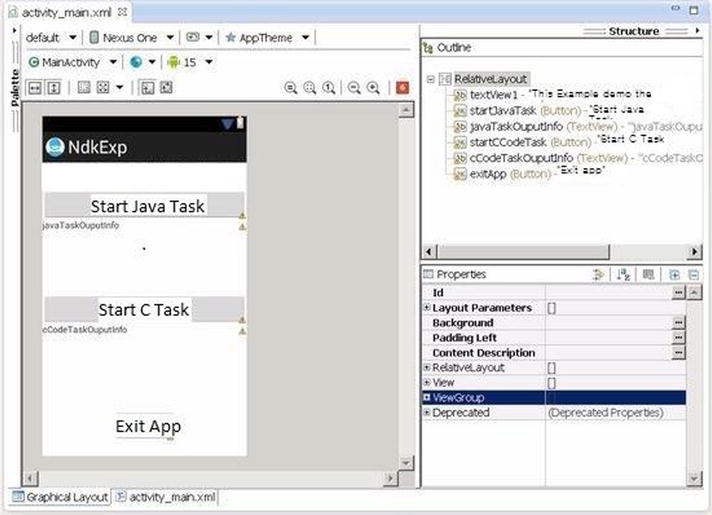 activity_main.xml
default Nexus One AppTheme
MainActivity 15
Palette
NdkExp
Start Java Task
javaTaskOuputInfo
Start C Task
cCodeTaskOuputInfo
Exit App
Graphical Layout activity_main.xml
Structure
Outline
RelativeLayout
textView1 - "This Example demo the
startJavaTask (Button) - "Start Java
javaTaskOuputInfo (TextView) - "javaTaskOupu
startCCodeTask (Button) - "Start C Task
cCodeTaskOuputInfo (TextView) - "cCodeTaskO
exitApp (Button) - "Exit app"
Properties
Id
Layout Parameters []
Background
Padding Left
Content Description
RelativeLayout []
View []
ViewGroup
Deprecated (Deprecated Properties)